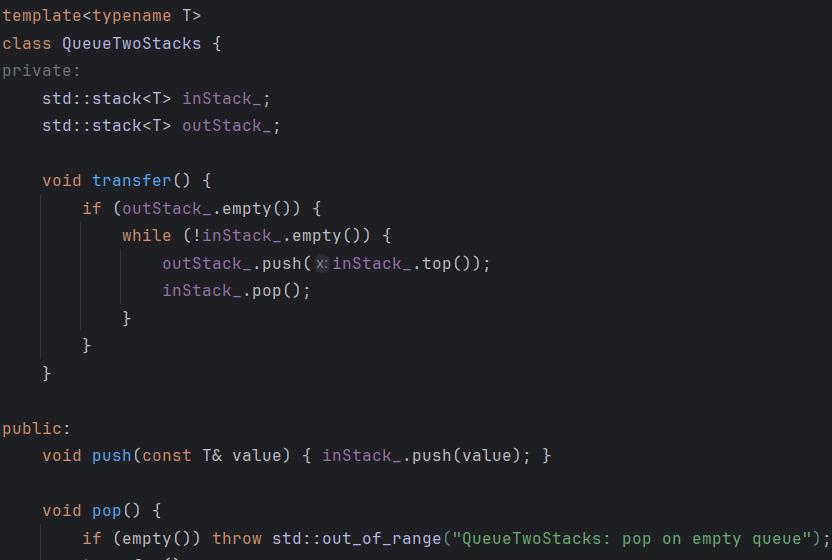 template<typename T>
class QueueTwoStacks {
private:
    std::stack<T> inStack_;
    std::stack<T> outStack_;

    void transfer() {
        if (outStack_.empty()) {
            while (!inStack_.empty()) {
                outStack_.push(x:inStack_.top());
                inStack_.pop();
            }
        }
    }

public:
    void push(const T& value) { inStack_.push(value); }

    void pop() {
        if (empty()) throw std::out_of_range("QueueTwoStacks: pop on empty queue");